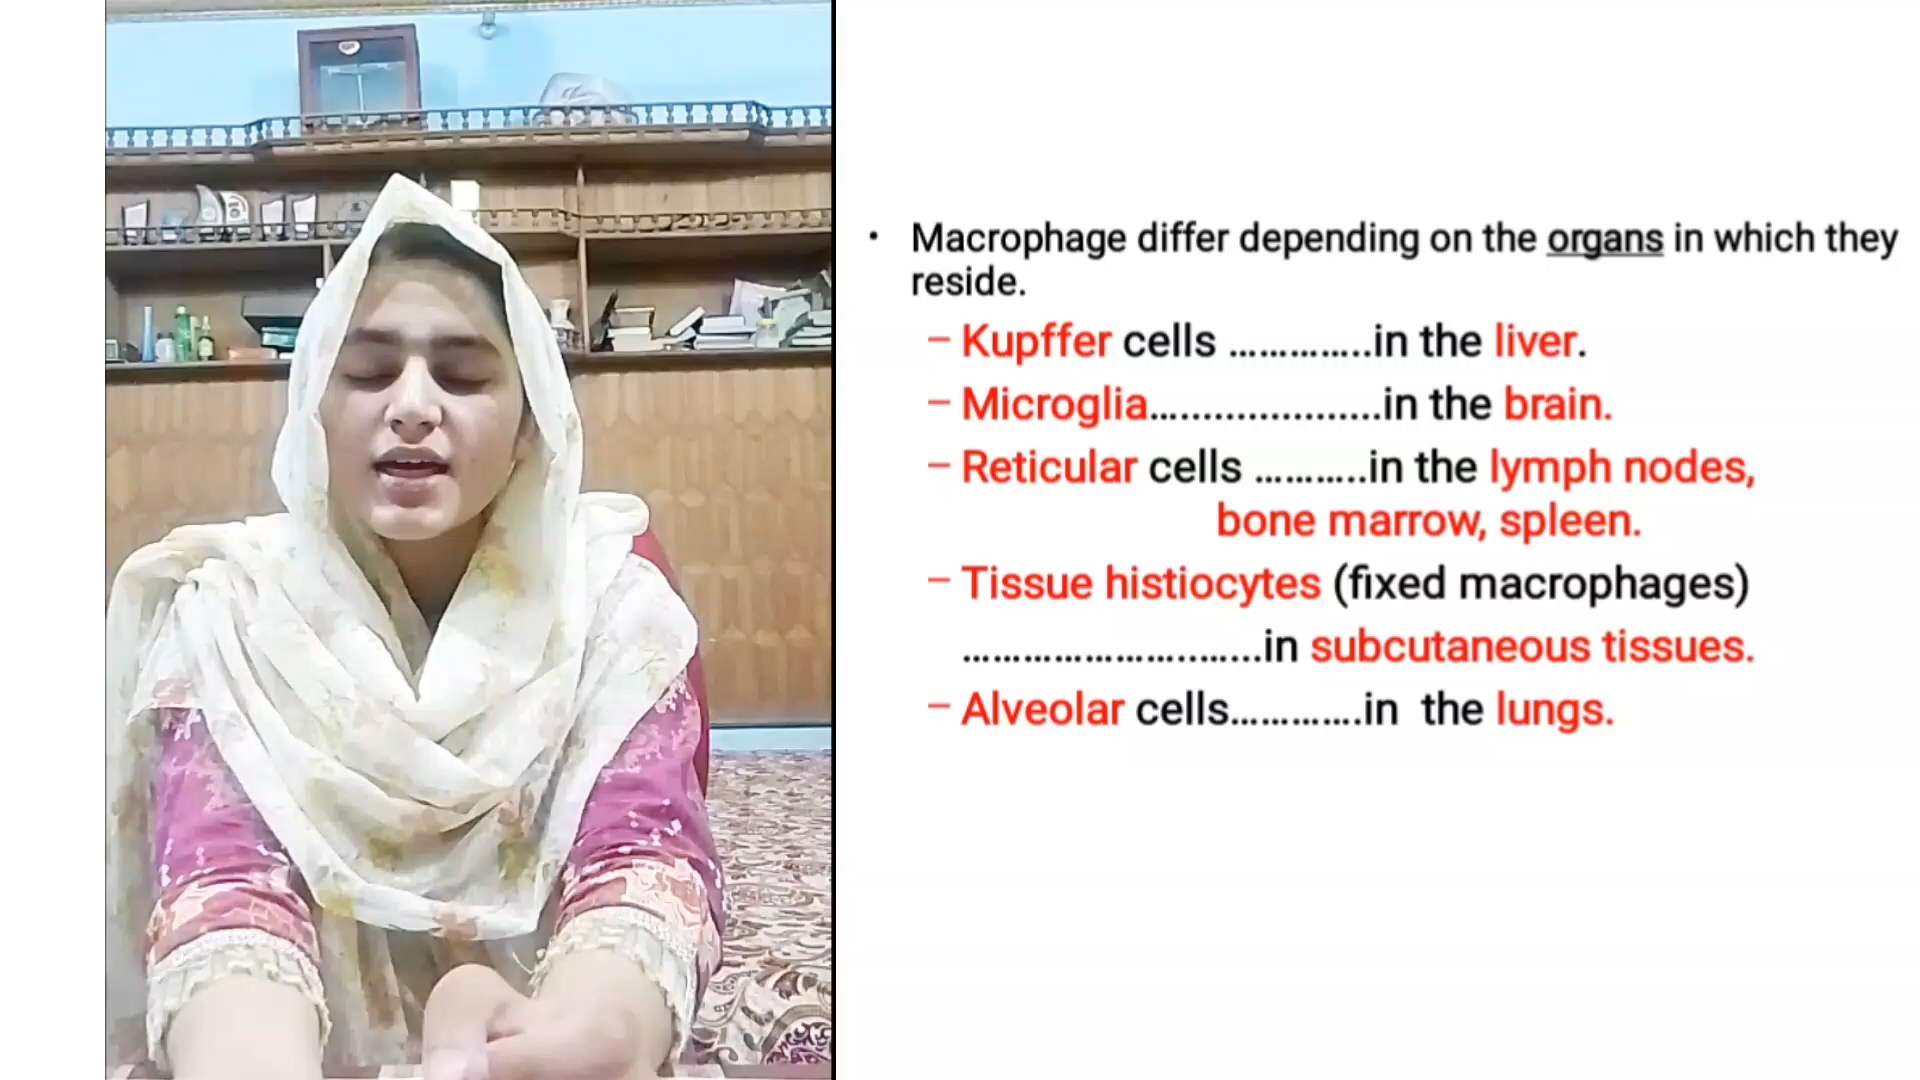 • Macrophage differ depending on the organs in which they
reside.
– Kupffer cells …………..in the liver.
– Microglia…...................in the brain.
– Reticular cells ………..in the lymph nodes,
bone marrow, spleen.
– Tissue histiocytes (fixed macrophages)
…………………..…...in subcutaneous tissues.
– Alveolar cells………….in  the lungs.